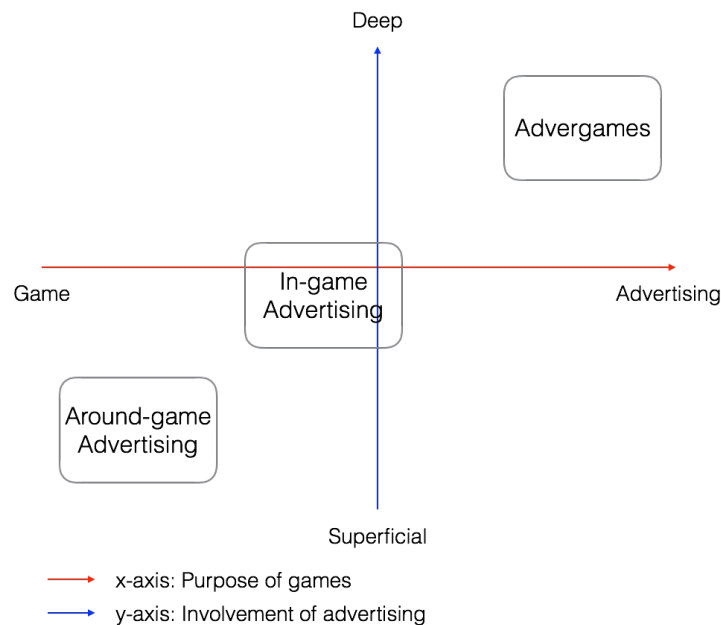 Deep
Advergames
Game
Advertising
In-game
Advertising
Around-game
Advertising
Superficial
x-axis: Purpose of games
y-axis: Involvement of advertising